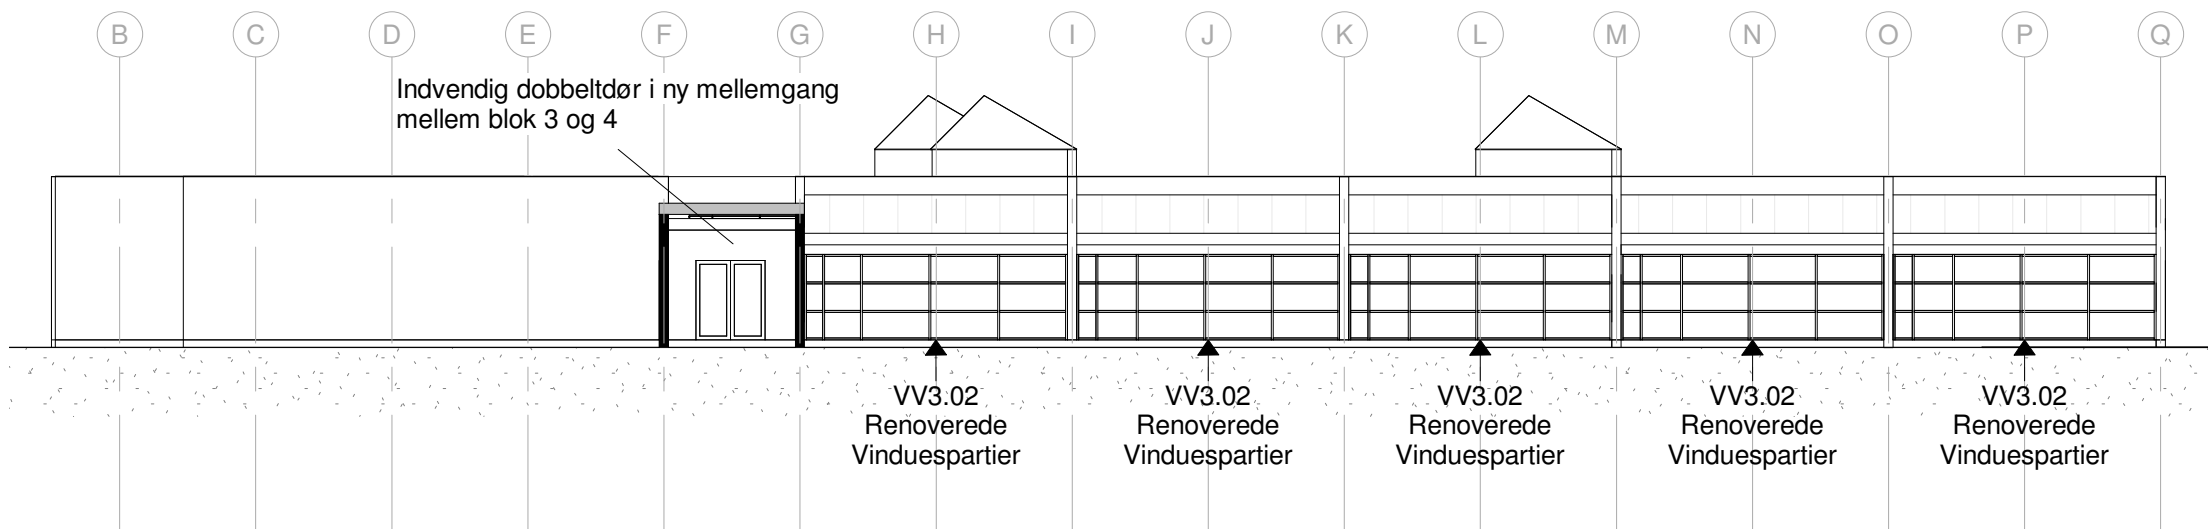 B C D E F G H I J K L M N O P Q
Indvendig dobbeltdør i ny mellemgang
mellem blok 3 og 4
VV3.02
Renoverede
Vinduespartier
VV3.02
Renoverede
Vinduespartier
VV3.02
Renoverede
Vinduespartier
VV3.02
Renoverede
Vinduespartier
VV3.02
Renoverede
Vinduespartier